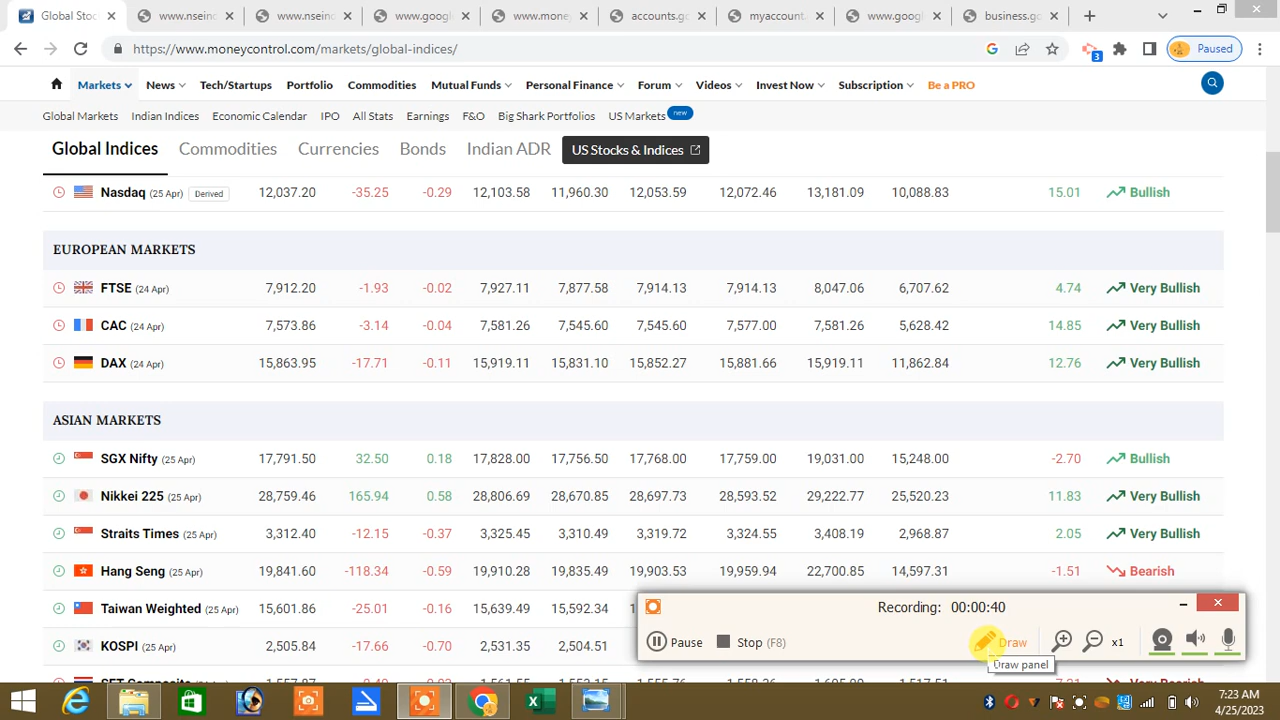 Global Stoc
www.nseinc
www.nseinc
www.googl
www.mone
accounts.go
myaccount.
www.googl
business.go
https://www.moneycontrol.com/markets/global-indices/
3
Paused
Markets News Tech/Startups Portfolio Commodities Mutual Funds Personal Finance Forum Videos Invest Now Subscription Be a PRO
Global Markets Indian Indices Economic Calendar IPO All Stats Earnings F&O Big Shark Portfolios US Markets new
Global Indices Commodities Currencies Bonds Indian ADR US Stocks & Indices
Nasdaq (25 Apr) Derived 12,037.20 -35.25 -0.29 12,103.58 11,960.30 12,053.59 12,072.46 13,181.09 10,088.83 15.01 Bullish
EUROPEAN MARKETS
FTSE (24 Apr) 7,912.20 -1.93 -0.02 7,927.11 7,877.58 7,914.13 7,914.13 8,047.06 6,707.62 4.74 Very Bullish
CAC (24 Apr) 7,573.86 -3.14 -0.04 7,581.26 7,545.60 7,545.60 7,577.00 7,581.26 5,628.42 14.85 Very Bullish
DAX (24 Apr) 15,863.95 -17.71 -0.11 15,919.11 15,831.10 15,852.27 15,881.66 15,919.11 11,862.84 12.76 Very Bullish
ASIAN MARKETS
SGX Nifty (25 Apr) 17,791.50 32.50 0.18 17,828.00 17,756.50 17,768.00 17,759.00 19,031.00 15,248.00 -2.70 Bullish
Nikkei 225 (25 Apr) 28,759.46 165.94 0.58 28,806.69 28,670.85 28,697.73 28,593.52 29,222.77 25,520.23 11.83 Very Bullish
Straits Times (25 Apr) 3,312.40 -12.15 -0.37 3,325.45 3,310.49 3,319.72 3,324.55 3,408.19 2,968.87 2.05 Very Bullish
Hang Seng (25 Apr) 19,841.60 -118.34 -0.59 19,910.28 19,835.49 19,903.53 19,959.94 22,700.85 14,597.31 -1.51 Bearish
Taiwan Weighted (25 Apr) 15,602.00 -25.01 -0.16 15,639.49 15,592.34
KOSPI (25 Apr) 2,505.84 -17.66 -0.70 2,531.35
Recording: 00:00:40
Pause Stop (F8) Draw x1
Draw panel
7:23 AM
4/25/2023